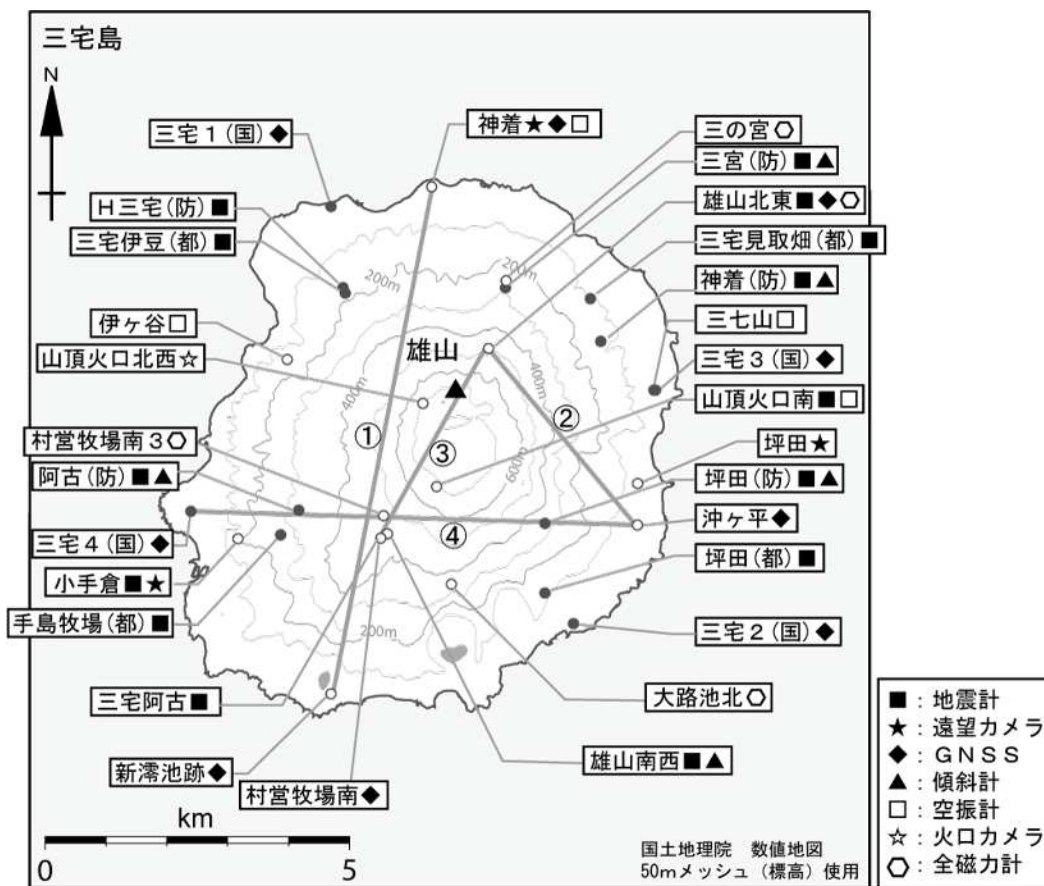 三宅島
N
神着★◆□
三宅1(国)◆
三の宮⬡
三宮(防)■▲
H三宅(防)■
雄山北東■◆⬡
三宅伊豆(都)■
三宅見取畑(都)■
200m
200m
神着(防)■▲
伊ヶ谷□
三七山□
山頂火口北西☆
雄山
三宅3(国)◆
400m
400m
山頂火口南■□
②
村営牧場南3⬡
①
③
坪田★
阿古(防)■▲
600m
坪田(防)■▲
三宅4(国)◆
④
沖ヶ平◆
小手倉■★
坪田(都)■
手島牧場(都)■
200m
三宅2(国)◆
三宅阿古■
大路池北⬡
新澪池跡◆
村営牧場南◆
雄山南西■▲
km
0 5
国土地理院 数値地図
50mメッシュ(標高)使用
■:地震計
★:遠望カメラ
◆:GNSS
▲:傾斜計
□:空振計
☆:火口カメラ
⬡:全磁力計